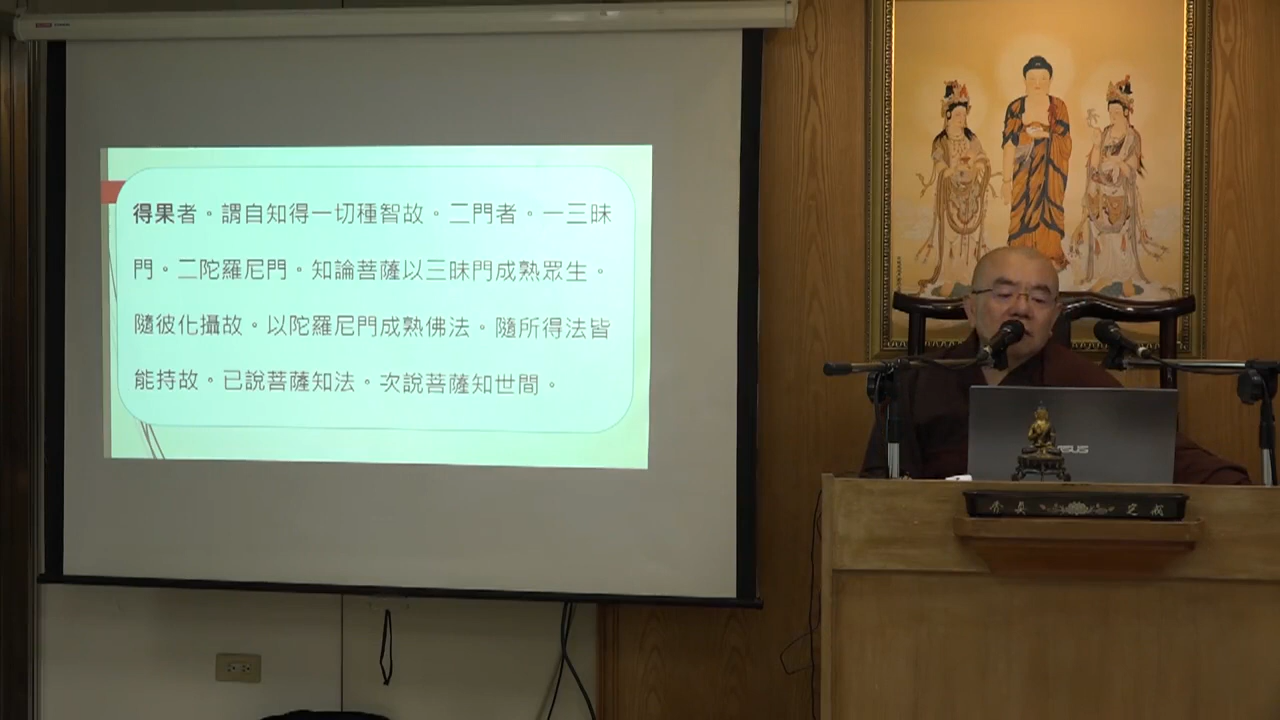 得果者。謂自知得一切種智故。二門者。一三昧
門。二陀羅尼門。知論菩薩以三昧門成熟眾生。
隨彼化攝故。以陀羅尼門成熟佛法。隨所得法皆
能持故。已說菩薩知法。次說菩薩知世間。